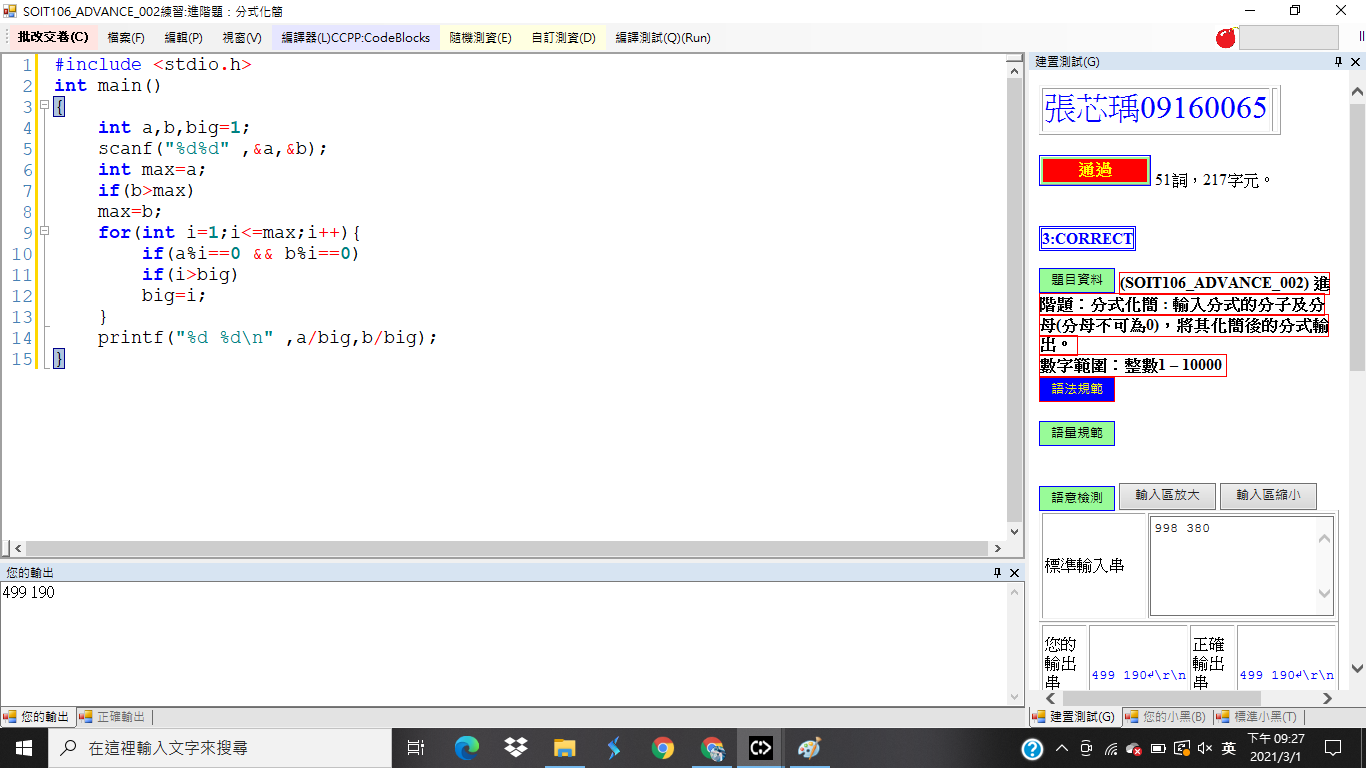 SOIT106_ADVANCE_002練習:進階題：分式化簡
批改交卷(C) 檔案(F) 編輯(P) 視窗(V) 編譯器(L)CCPP:CodeBlocks 隨機測資(E) 自訂測資(D) 編譯測試(Q)(Run)
1 #include <stdio.h>
2 int main()
3 {
4 int a,b,big=1;
5 scanf("%d%d" ,&a,&b);
6 int max=a;
7 if(b>max)
8 max=b;
9 for(int i=1;i<=max;i++){
10 if(a%i==0 && b%i==0)
11 if(i>big)
12 big=i;
13 }
14 printf("%d %d\n" ,a/big,b/big);
15 }
您的輸出
499 190
您的輸出 正確輸出
建置測試(G)
張芯瑀09160065
通過 51詞，217字元。
3:CORRECT
題目資料 (SOIT106_ADVANCE_002) 進
階題：分式化簡 : 輸入分式的分子及分
母(分母不可為0)，將其化簡後的分式輸
出。
數字範圍：整數1 – 10000
語法規範
語量規範
語意檢測 輸入區放大 輸入區縮小
標準輸入串 998 380
您的
輸出
串 499 190↵\r\n
正確
輸出
串 499 190↵\r\n
建置測試(G) 您的小黑(B) 標準小黑(T)
在這裡輸入文字來搜尋
英
下午 09:27
2021/3/1